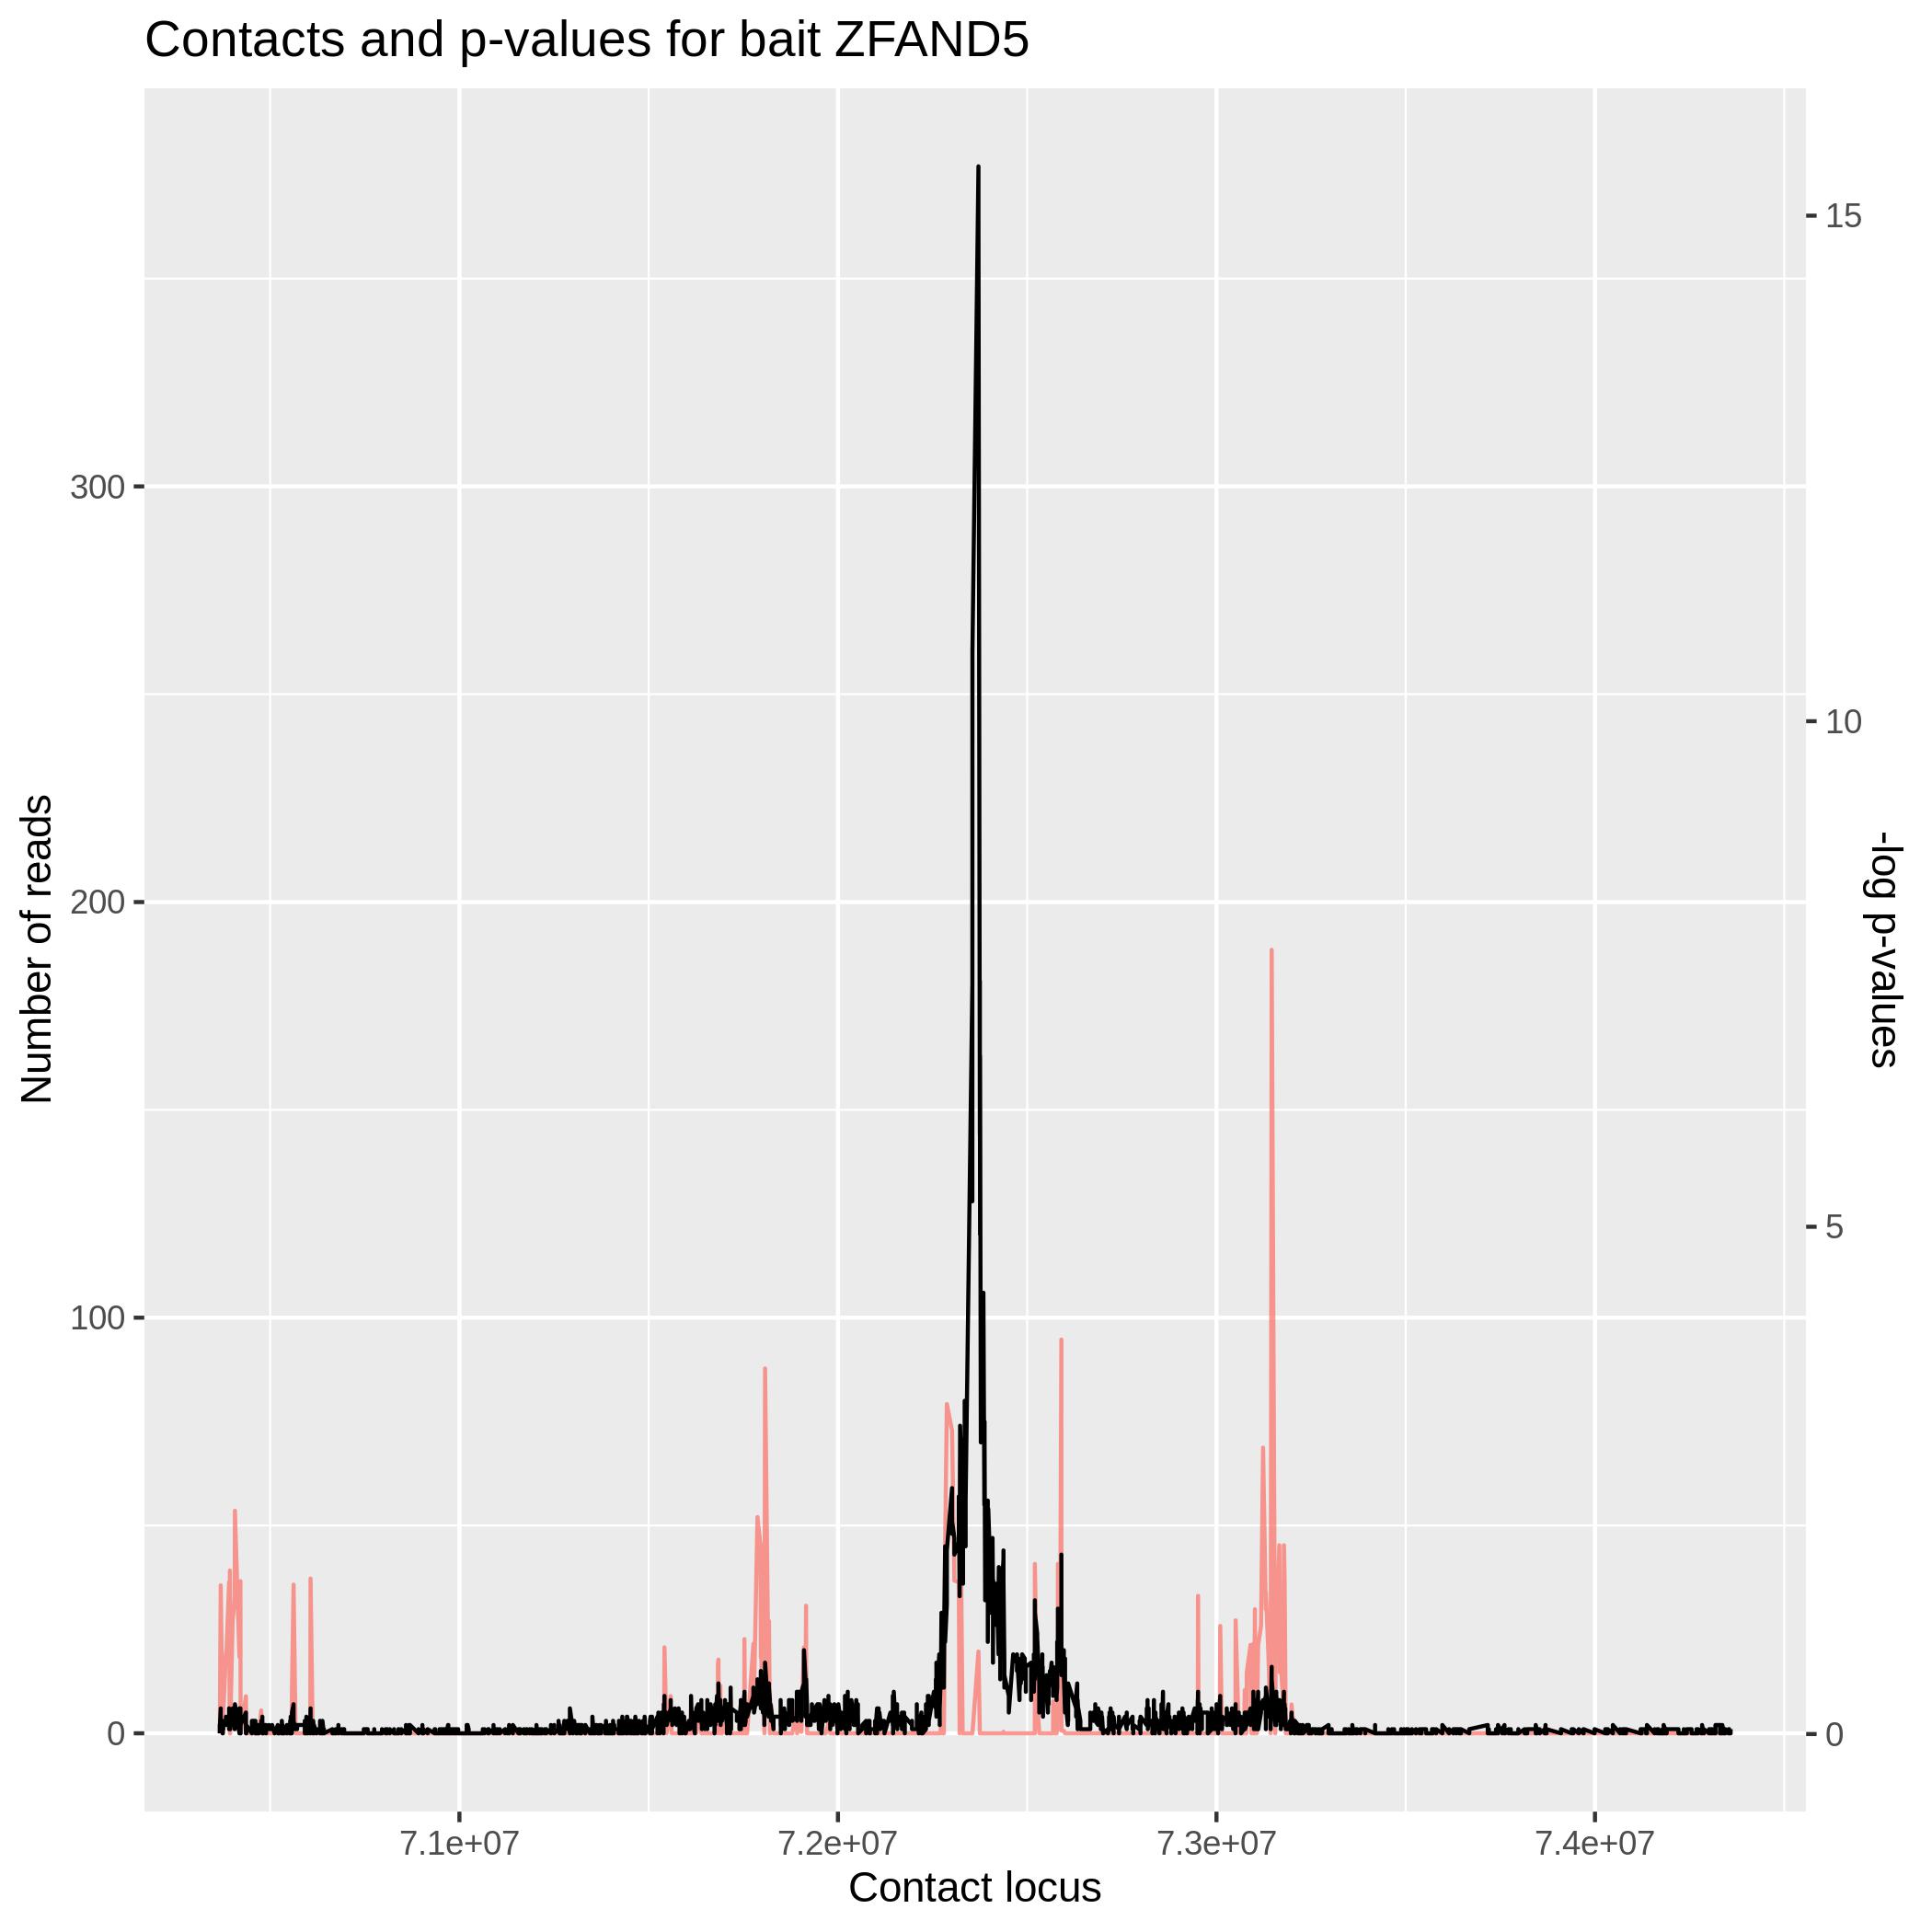 Contacts and p-values for bait ZFAND5
Number of reads
300
200
100
0
15
10
5
0
-log p-values
7.1e+07
7.2e+07
7.3e+07
7.4e+07
Contact locus